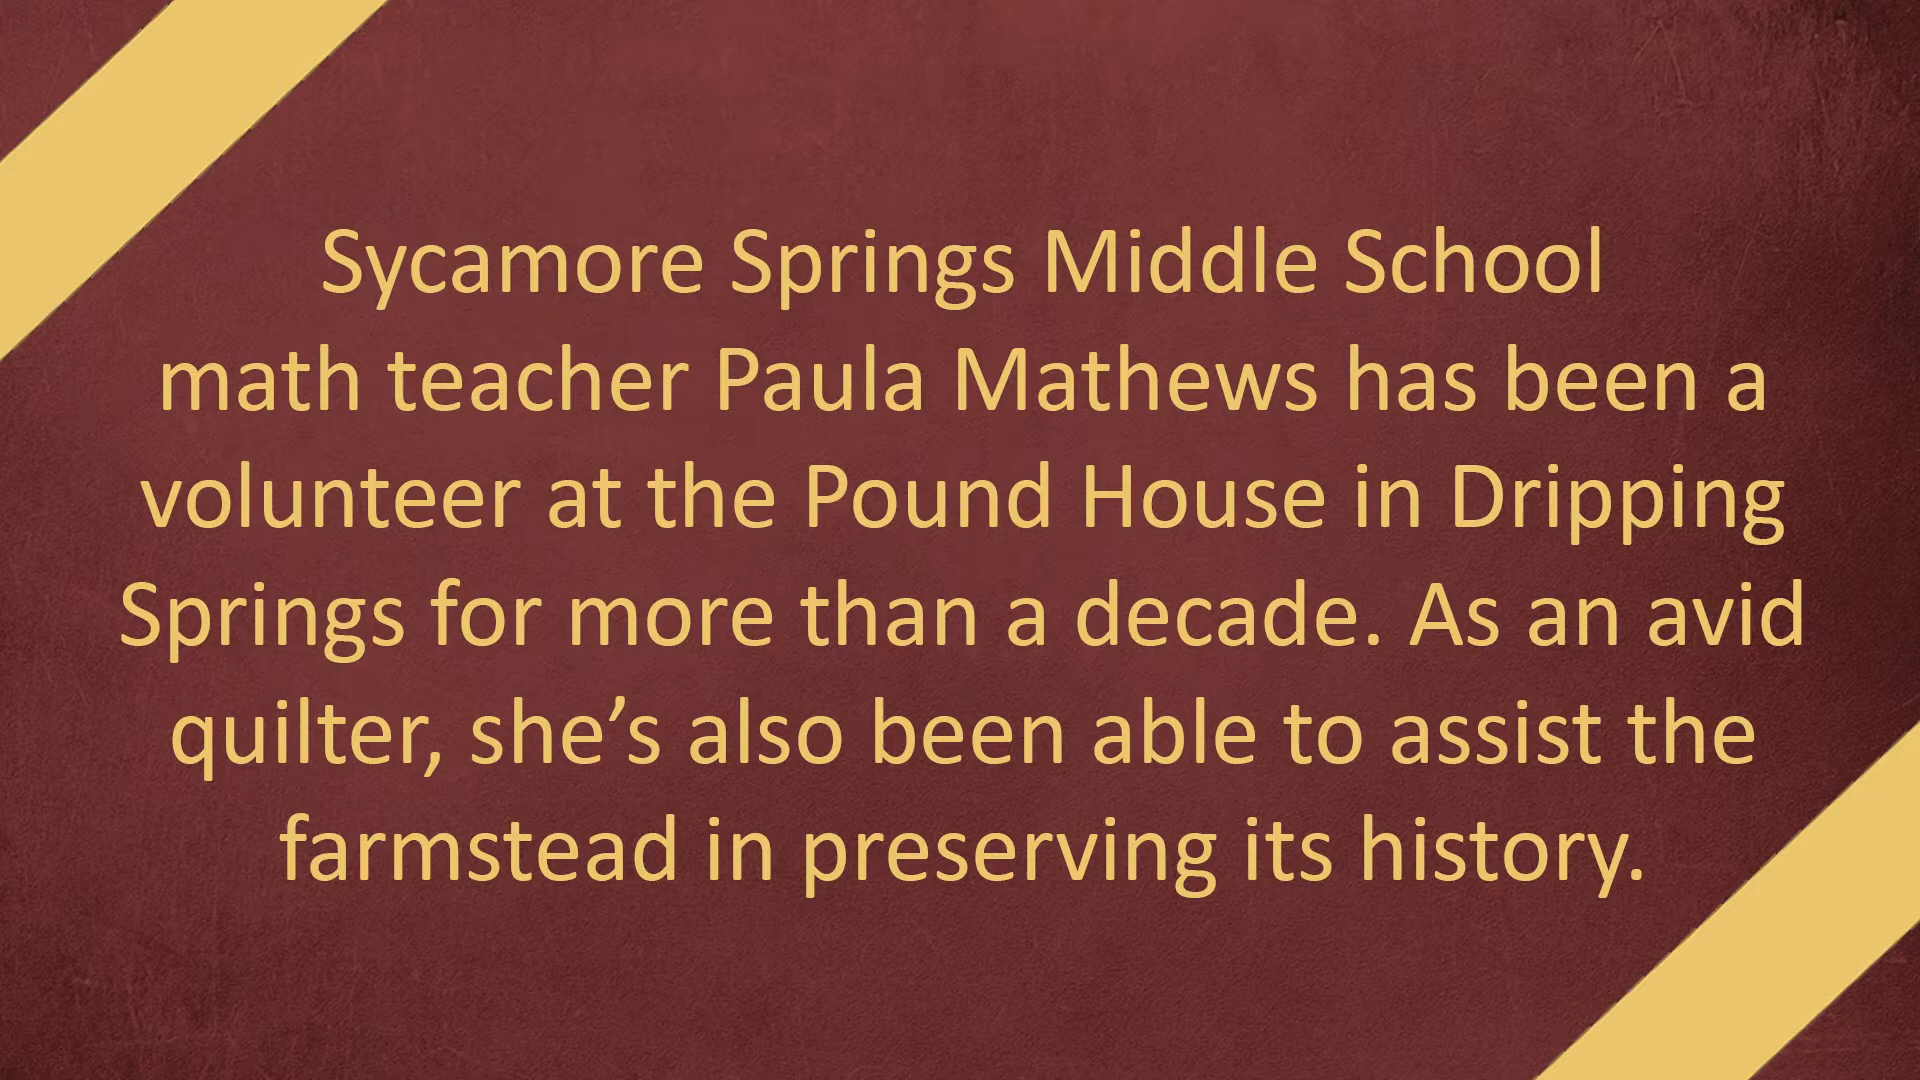 Sycamore Springs Middle School
math teacher Paula Mathews has been a
volunteer at the Pound House in Dripping
Springs for more than a decade. As an avid
quilter, she’s also been able to assist the
farmstead in preserving its history.